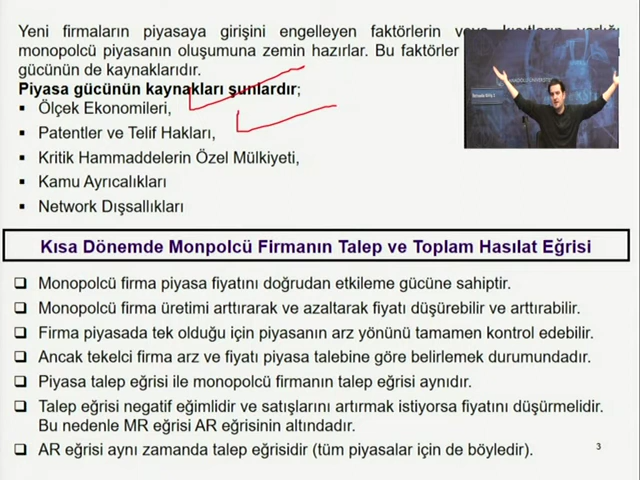 Yeni firmaların piyasaya girişini engelleyen faktörlerin veya kısıtların varlığı
monopolcü piyasanın oluşumuna zemin hazırlar. Bu faktörler
gücünün de kaynaklarıdır.
Piyasa gücünün kaynakları şunlardır;
Ölçek Ekonomileri,
Patentler ve Telif Hakları,
Kritik Hammaddelerin Özel Mülkiyeti,
Kamu Ayrıcalıkları
Network Dışsallıkları
Kısa Dönemde Monpolcü Firmanın Talep ve Toplam Hasılat Eğrisi
Monopolcü firma piyasa fiyatını doğrudan etkileme gücüne sahiptir.
Monopolcü firma üretimi arttırarak ve azaltarak fiyatı düşürebilir ve arttırabilir.
Firma piyasada tek olduğu için piyasanın arz yönünü tamamen kontrol edebilir.
Ancak tekelci firma arz ve fiyatı piyasa talebine göre belirlemek durumundadır.
Piyasa talep eğrisi ile monopolcü firmanın talep eğrisi aynıdır.
Talep eğrisi negatif eğimlidir ve satışlarını artırmak istiyorsa fiyatını düşürmelidir.
Bu nedenle MR eğrisi AR eğrisinin altındadır.
AR eğrisi aynı zamanda talep eğrisidir (tüm piyasalar için de böyledir).
3